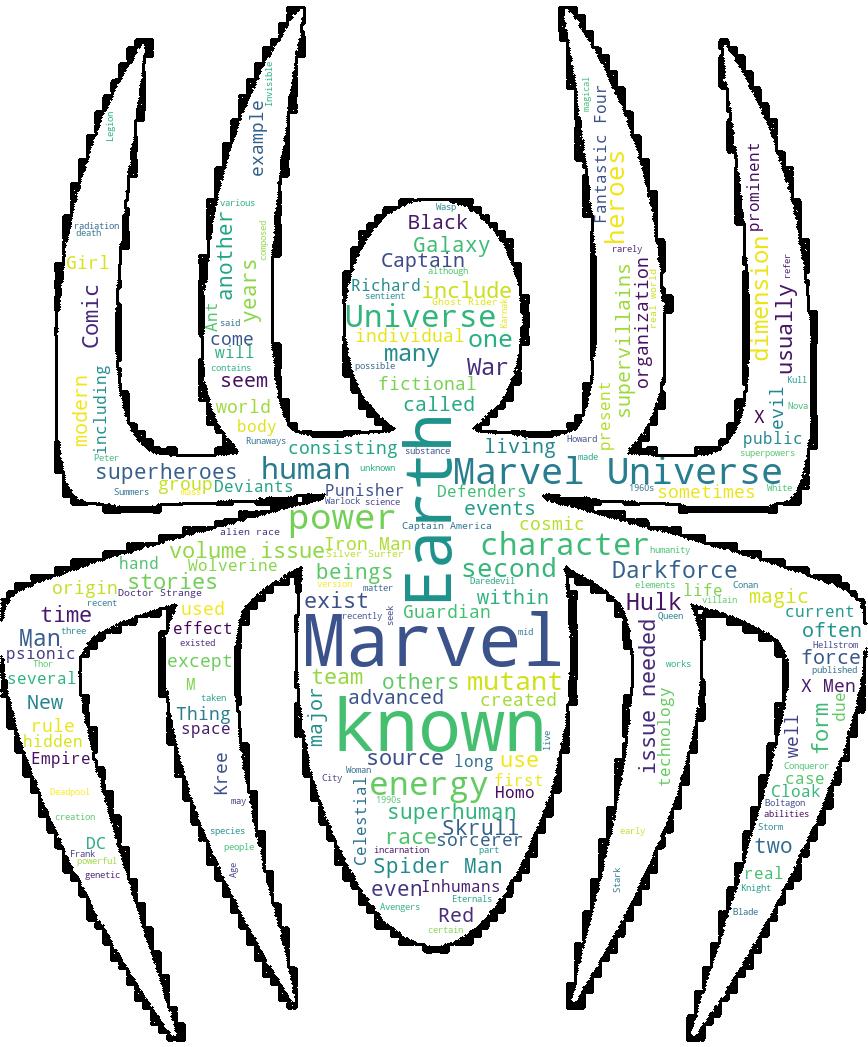 Invisible
example
Legion
various
another
composed
radiation
death
Girl
years
Ant
Comic
said
come
will
contains
seem
modern
including
world
body
Peter
Runaways
superheroes
Summers
group
Deviants
magical
Fantastic Four
heroes
rarely
supervillains
organization
real world
present
prominent
dimension
usually
refer
Kull
evil
X
Nova
public
superpowers
White
Wasp
Black
Galaxy
Captain
although
Richard
include
sentient
Ghost Rider
Karnak
Universe
individual
one
many
possible
War
fictional
called
consisting
substance
living
Howard
made
human
unknown
Marvel Universe
Punisher
Defenders
1960s
sometimes
Warlock
science
events
power
Earth
Captain America
cosmic
alien race
Iron Man
character
volume issue
Silver Surfer
humanity
hand
Wolverine
beings
second
Darkforce
stories
version
matter
Daredevil
elements
life
Conan
origin
Doctor Strange
within
magic
recent
used
exist
recently
seek
Guardian
Hulk
villain
Queen
current
time
effect
often
Man
three
existed
Marvel
mid
Hellstrom
psionic
Thor
except
works
force
published
several
M
team
others
mutant
X Men
New
taken
advanced
created
due
Thing
space
major
known
issue needed
technology
form
well
rule
hidden
Empire
live
Kree
source
long
use
Conqueror
Woman
City
first
case
Deadpool
may
energy
Homo
Cloak
creation
1990s
Boltagon
abilities
species
Celestial
superhuman
Storm
DC
people
race
Skrull
sorcerer
early
two
Frank
powerful
Age
incarnation
part
genetic
Spider Man
Stark
real
even
Inhumans
Knight
Avengers
Eternals
Red
Blade
certain